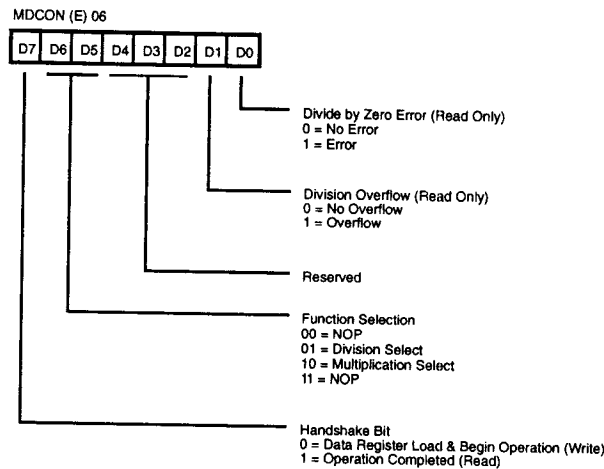 MDCON (E) 06
D7 D6 D5 D4 D3 D2 D1 D0
Divide by Zero Error (Read Only)
0 = No Error
1 = Error
Division Overflow (Read Only)
0 = No Overflow
1 = Overflow
Reserved
Function Selection
00 = NOP
01 = Division Select
10 = Multiplication Select
11 = NOP
Handshake Bit
0 = Data Register Load & Begin Operation (Write)
1 = Operation Completed (Read)